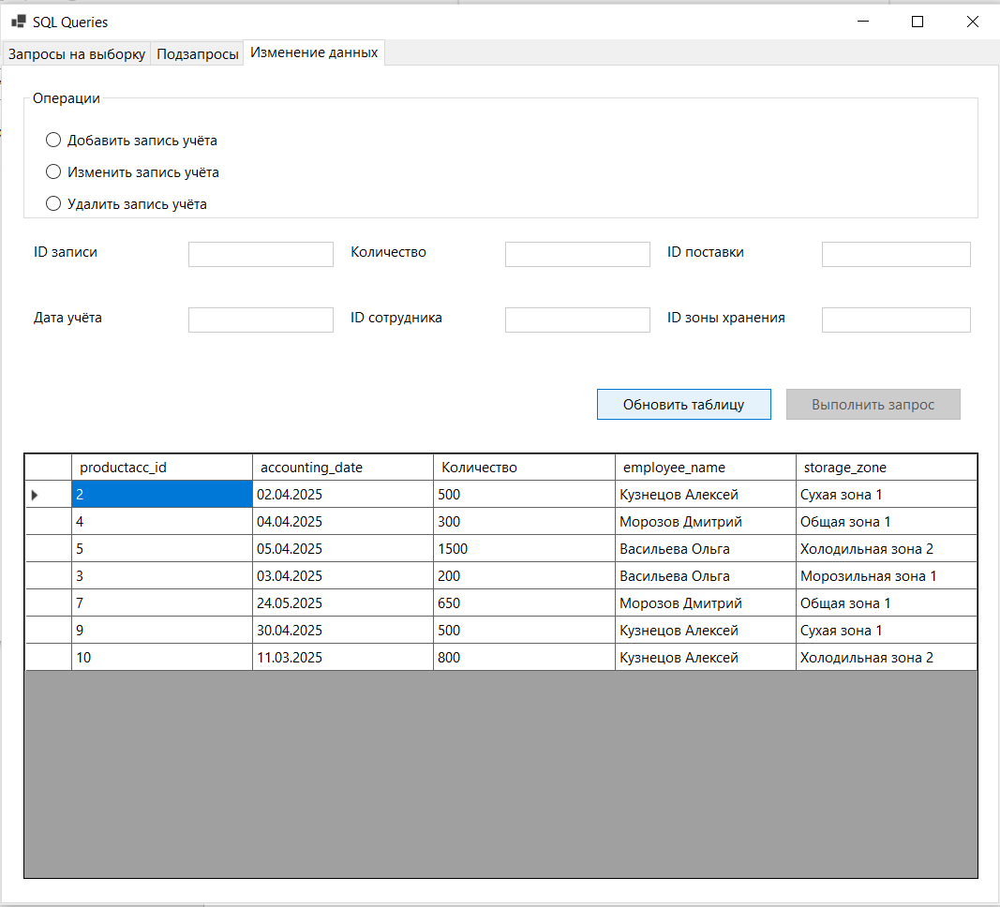 SQL Queries
Запросы на выборку Подзапросы Изменение данных
Операции
Добавить запись учёта
Изменить запись учёта
Удалить запись учёта
ID записи Количество ID поставки
Дата учёта ID сотрудника ID зоны хранения
Обновить таблицу Выполнить запрос
productacc_id accounting_date Количество employee_name storage_zone
2 02.04.2025 500 Кузнецов Алексей Сухая зона 1
4 04.04.2025 300 Морозов Дмитрий Общая зона 1
5 05.04.2025 1500 Васильева Ольга Холодильная зона 2
3 03.04.2025 200 Васильева Ольга Морозильная зона 1
7 24.05.2025 650 Морозов Дмитрий Общая зона 1
9 30.04.2025 500 Кузнецов Алексей Сухая зона 1
10 11.03.2025 800 Кузнецов Алексей Холодильная зона 2